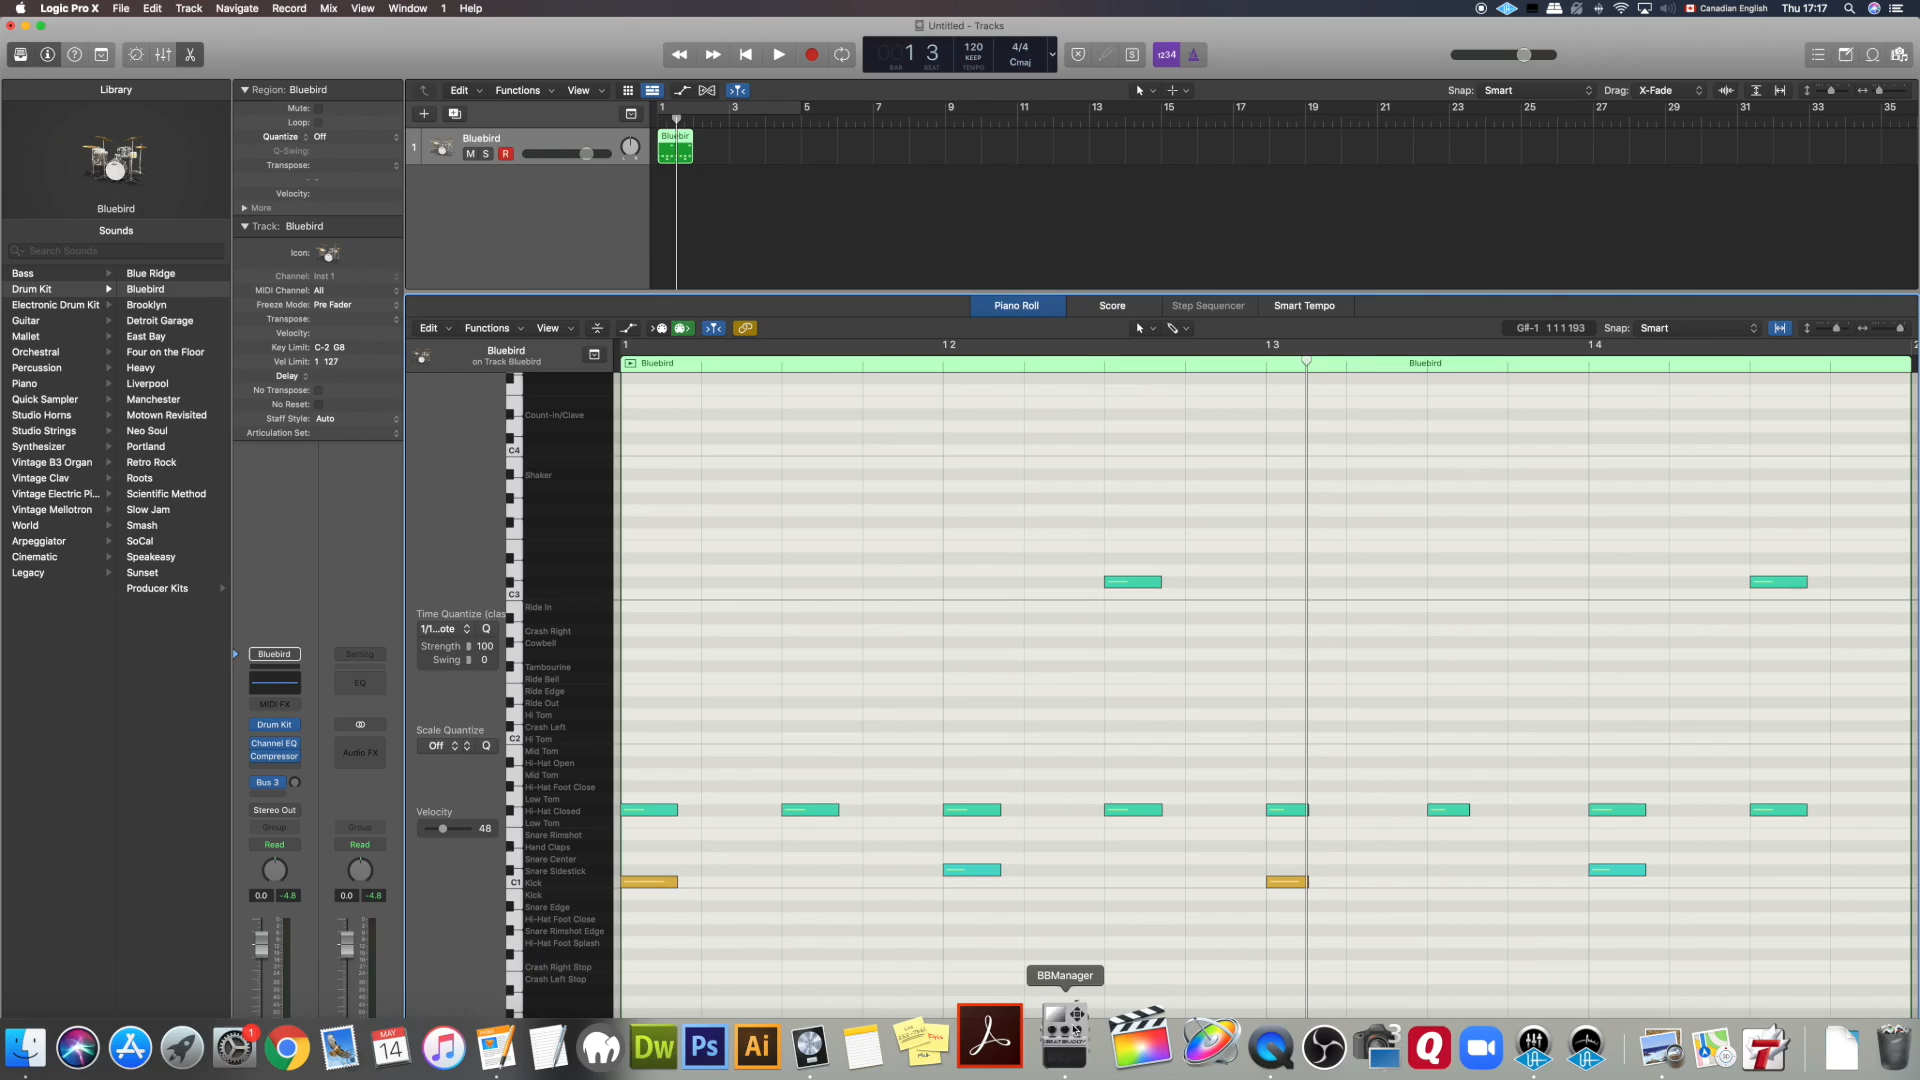 Logic Pro X File Edit Track Navigate Record Mix View Window 1 Help
Canadian English Thu 17:17
Untitled - Tracks
1 3
BAR BEAT
120
KEEP
TEMPO
4/4
Cmaj
S
1234
Library
Bluebird
Sounds
Search Sounds
Bass
Drum Kit
Electronic Drum Kit
Guitar
Mallet
Orchestral
Percussion
Piano
Quick Sampler
Studio Horns
Studio Strings
Synthesizer
Vintage B3 Organ
Vintage Clav
Vintage Electric Pi...
Vintage Mellotron
World
Arpeggiator
Cinematic
Legacy
Blue Ridge
Bluebird
Brooklyn
Detroit Garage
East Bay
Four on the Floor
Heavy
Liverpool
Manchester
Motown Revisited
Neo Soul
Portland
Retro Rock
Roots
Scientific Method
Slow Jam
Smash
SoCal
Speakeasy
Sunset
Producer Kits
Region: Bluebird
Mute:
Loop:
Quantize Off
Q-Swing:
Transpose:
Velocity:
More
Track: Bluebird
Icon:
Channel: Inst 1
MIDI Channel: All
Freeze Mode: Pre Fader
Transpose:
Velocity:
Key Limit: C-2 G8
Vel Limit: 1 127
Delay
No Transpose:
No Reset:
Staff Style: Auto
Articulation Set:
Bluebird
MIDI FX
Drum Kit
Channel EQ
Compressor
Bus 3
Stereo Out
Group
Read
0.0 -4.8
Setting
EQ
Audio FX
Group
Read
0.0 -4.8
Edit Functions View
Snap: Smart
Drag: X-Fade
1 3 5 7 9 11 13 15 17 19 21 23 25 27 29 31 33 35
1 Bluebird
M S R
Bluebir
Piano Roll Score Step Sequencer Smart Tempo
Edit Functions View
G#-1 1 1 1 193
Snap: Smart
Bluebird
on Track Bluebird
1 1 2 1 3 1 4 2
Bluebird Bluebird
Time Quantize (clas
1/1...ote Q
Strength 100
Swing 0
Scale Quantize
Off Q
Velocity
48
Count-In/Clave
C4
Shaker
C3
Ride In
Crash Right
Cowbell
Tambourine
Ride Bell
Ride Edge
Ride Out
Hi Tom
Crash Left
C2 Hi Tom
Mid Tom
Hi-Hat Open
Mid Tom
Hi-Hat Foot Close
Low Tom
Hi-Hat Closed
Low Tom
Snare Rimshot
Hand Claps
Snare Center
Snare Sidestick
C1 Kick
Kick
Snare Edge
Hi-Hat Foot Close
Snare Rimshot Edge
Hi-Hat Foot Splash
Crash Right Stop
Crash Left Stop
BBManager
1
MAY
14
Dw
Ps
Ai
3
Q